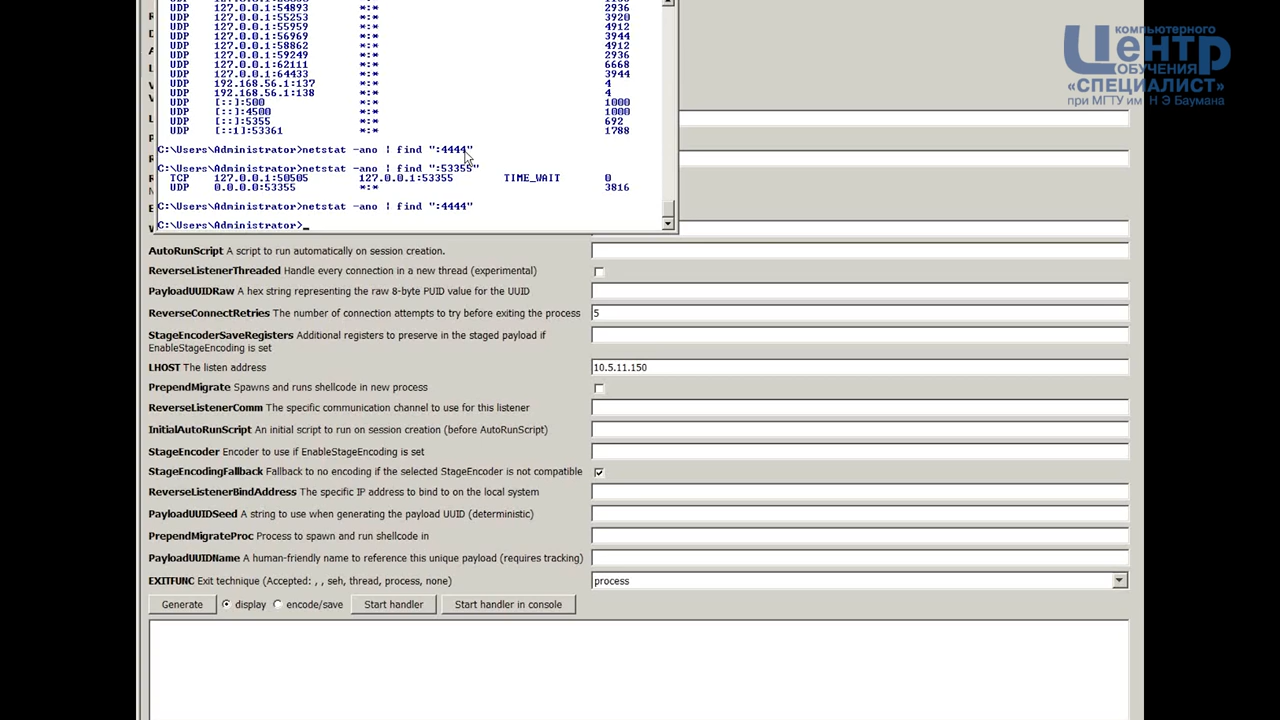 UDP 127.0.0.1:54893 *:* 2936
UDP 127.0.0.1:55253 *:* 3920
UDP 127.0.0.1:55959 *:* 4912
UDP 127.0.0.1:56969 *:* 3944
UDP 127.0.0.1:58862 *:* 4912
UDP 127.0.0.1:59249 *:* 2936
UDP 127.0.0.1:62111 *:* 6668
UDP 127.0.0.1:64433 *:* 3944
UDP 192.168.56.1:137 *:* 4
UDP 192.168.56.1:138 *:* 4
UDP [::]:500 *:* 1000
UDP [::]:4500 *:* 1000
UDP [::]:5355 *:* 692
UDP [::1]:53361 *:* 1788
C:\Users\Administrator>netstat -ano | find ":4444"
C:\Users\Administrator>netstat -ano | find ":53355"
TCP 127.0.0.1:50505 127.0.0.1:53355 TIME_WAIT 0
UDP 0.0.0.0:53355 *:* 3816
C:\Users\Administrator>netstat -ano | find ":4444"
C:\Users\Administrator>_
компьютерного
Центр
ОБУЧЕНИЯ
«СПЕЦИАЛИСТ»
при МГТУ им. Н Э Баумана
AutoRunScript A script to run automatically on session creation.
ReverseListenerThreaded Handle every connection in a new thread (experimental)
PayloadUUIDRaw A hex string representing the raw 8-byte PUID value for the UUID
ReverseConnectRetries The number of connection attempts to try before exiting the process 5
StageEncoderSaveRegisters Additional registers to preserve in the staged payload if
EnableStageEncoding is set
LHOST The listen address 10.5.11.150
PrependMigrate Spawns and runs shellcode in new process
ReverseListenerComm The specific communication channel to use for this listener
InitialAutoRunScript An initial script to run on session creation (before AutoRunScript)
StageEncoder Encoder to use if EnableStageEncoding is set
StageEncodingFallback Fallback to no encoding if the selected StageEncoder is not compatible
ReverseListenerBindAddress The specific IP address to bind to on the local system
PayloadUUIDSeed A string to use when generating the payload UUID (deterministic)
PrependMigrateProc Process to spawn and run shellcode in
PayloadUUIDName A human-friendly name to reference this unique payload (requires tracking)
EXITFUNC Exit technique (Accepted: , , seh, thread, process, none) process
Generate display encode/save Start handler Start handler in console